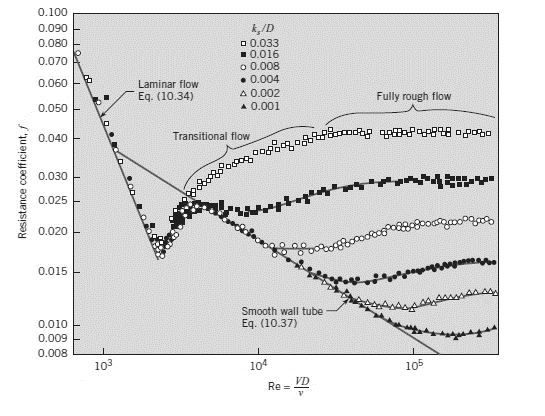 0.100
0.090
0.080
0.070
0.060
0.050
0.040
0.030
0.025
0.020
0.015
0.010
0.009
0.008
Resistance coefficient, f
k_s/D
0.033
0.016
0.008
0.004
0.002
0.001
Laminar flow
Eq. (10.34)
Transitional flow
Fully rough flow
Smooth wall tube
Eq. (10.37)
10³
10⁴
10⁵
Re = VD/ν